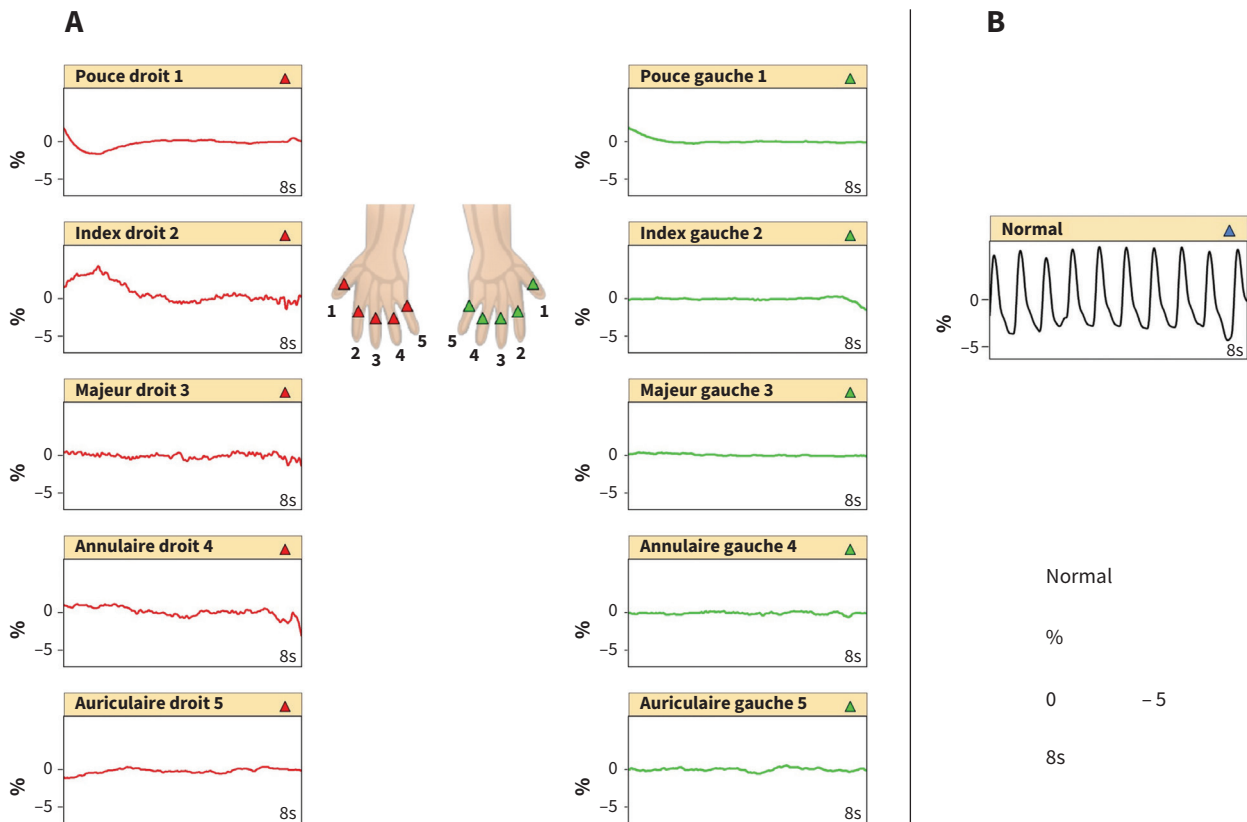 A
B
Pouce droit 1
0
–5
%
8s
Pouce gauche 1
0
–5
%
8s
Index droit 2
0
–5
%
8s
1
2
3
4
5
5
4
3
2
1
Index gauche 2
0
–5
%
8s
Normal
0
–5
%
8s
Majeur droit 3
0
–5
%
8s
Majeur gauche 3
0
–5
%
8s
Annulaire droit 4
0
–5
%
8s
Annulaire gauche 4
0
–5
%
8s
Normal
%
0 – 5
8s
Auriculaire droit 5
0
–5
%
8s
Auriculaire gauche 5
0
–5
%
8s